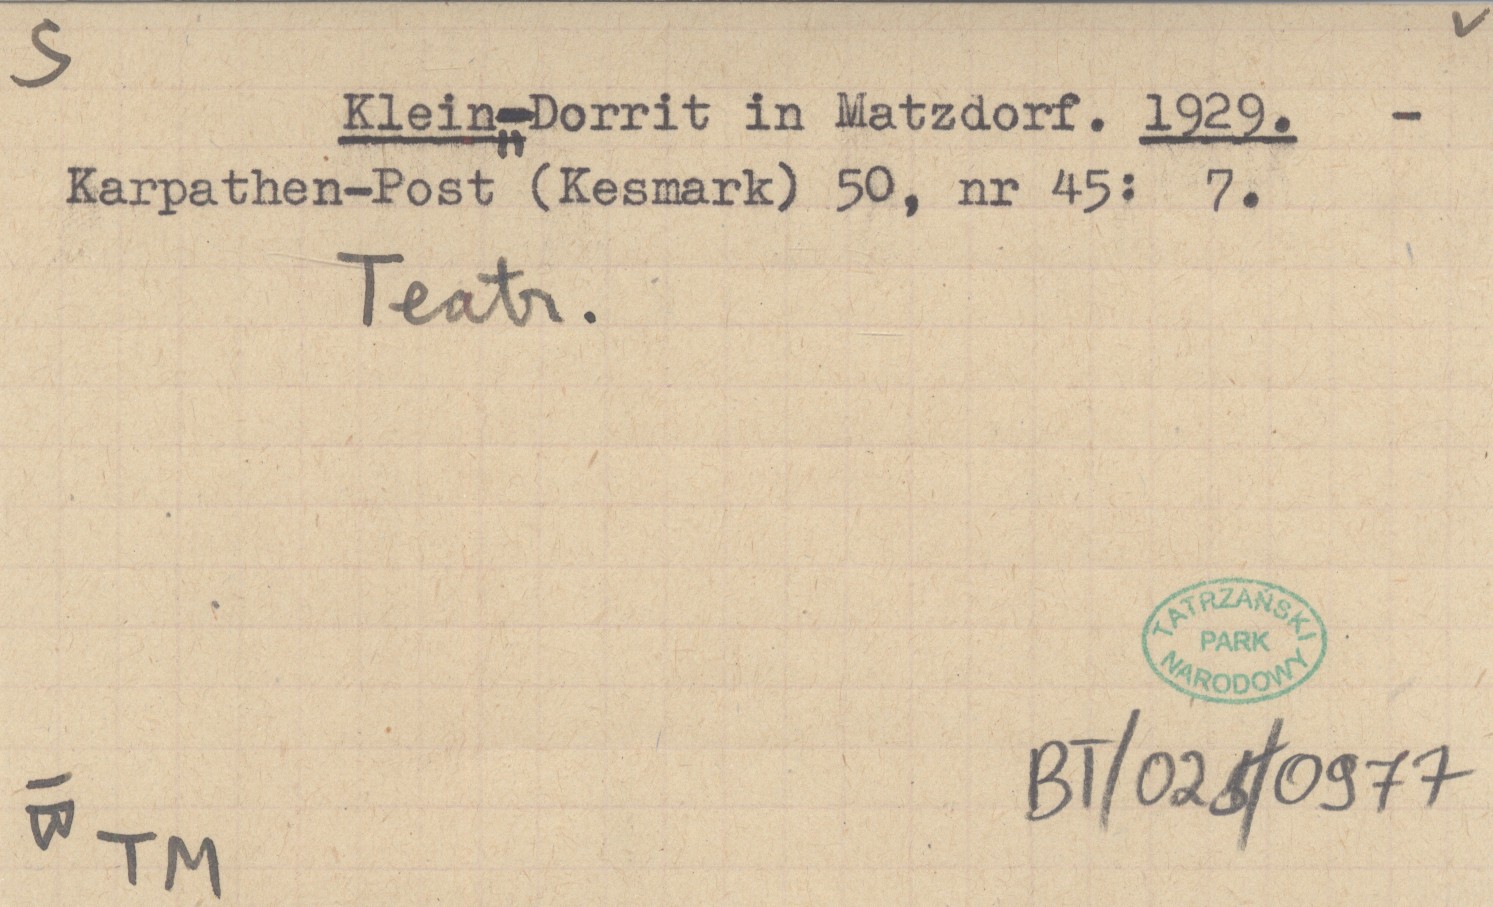 S
v
Klein-Dorrit in Matzdorf. 1929. -
Karpathen-Post (Kesmark) 50, nr 45: 7.
Teatr.
TATRZAŃSKI
PARK
NARODOWY
BT/025/0977
B
TM